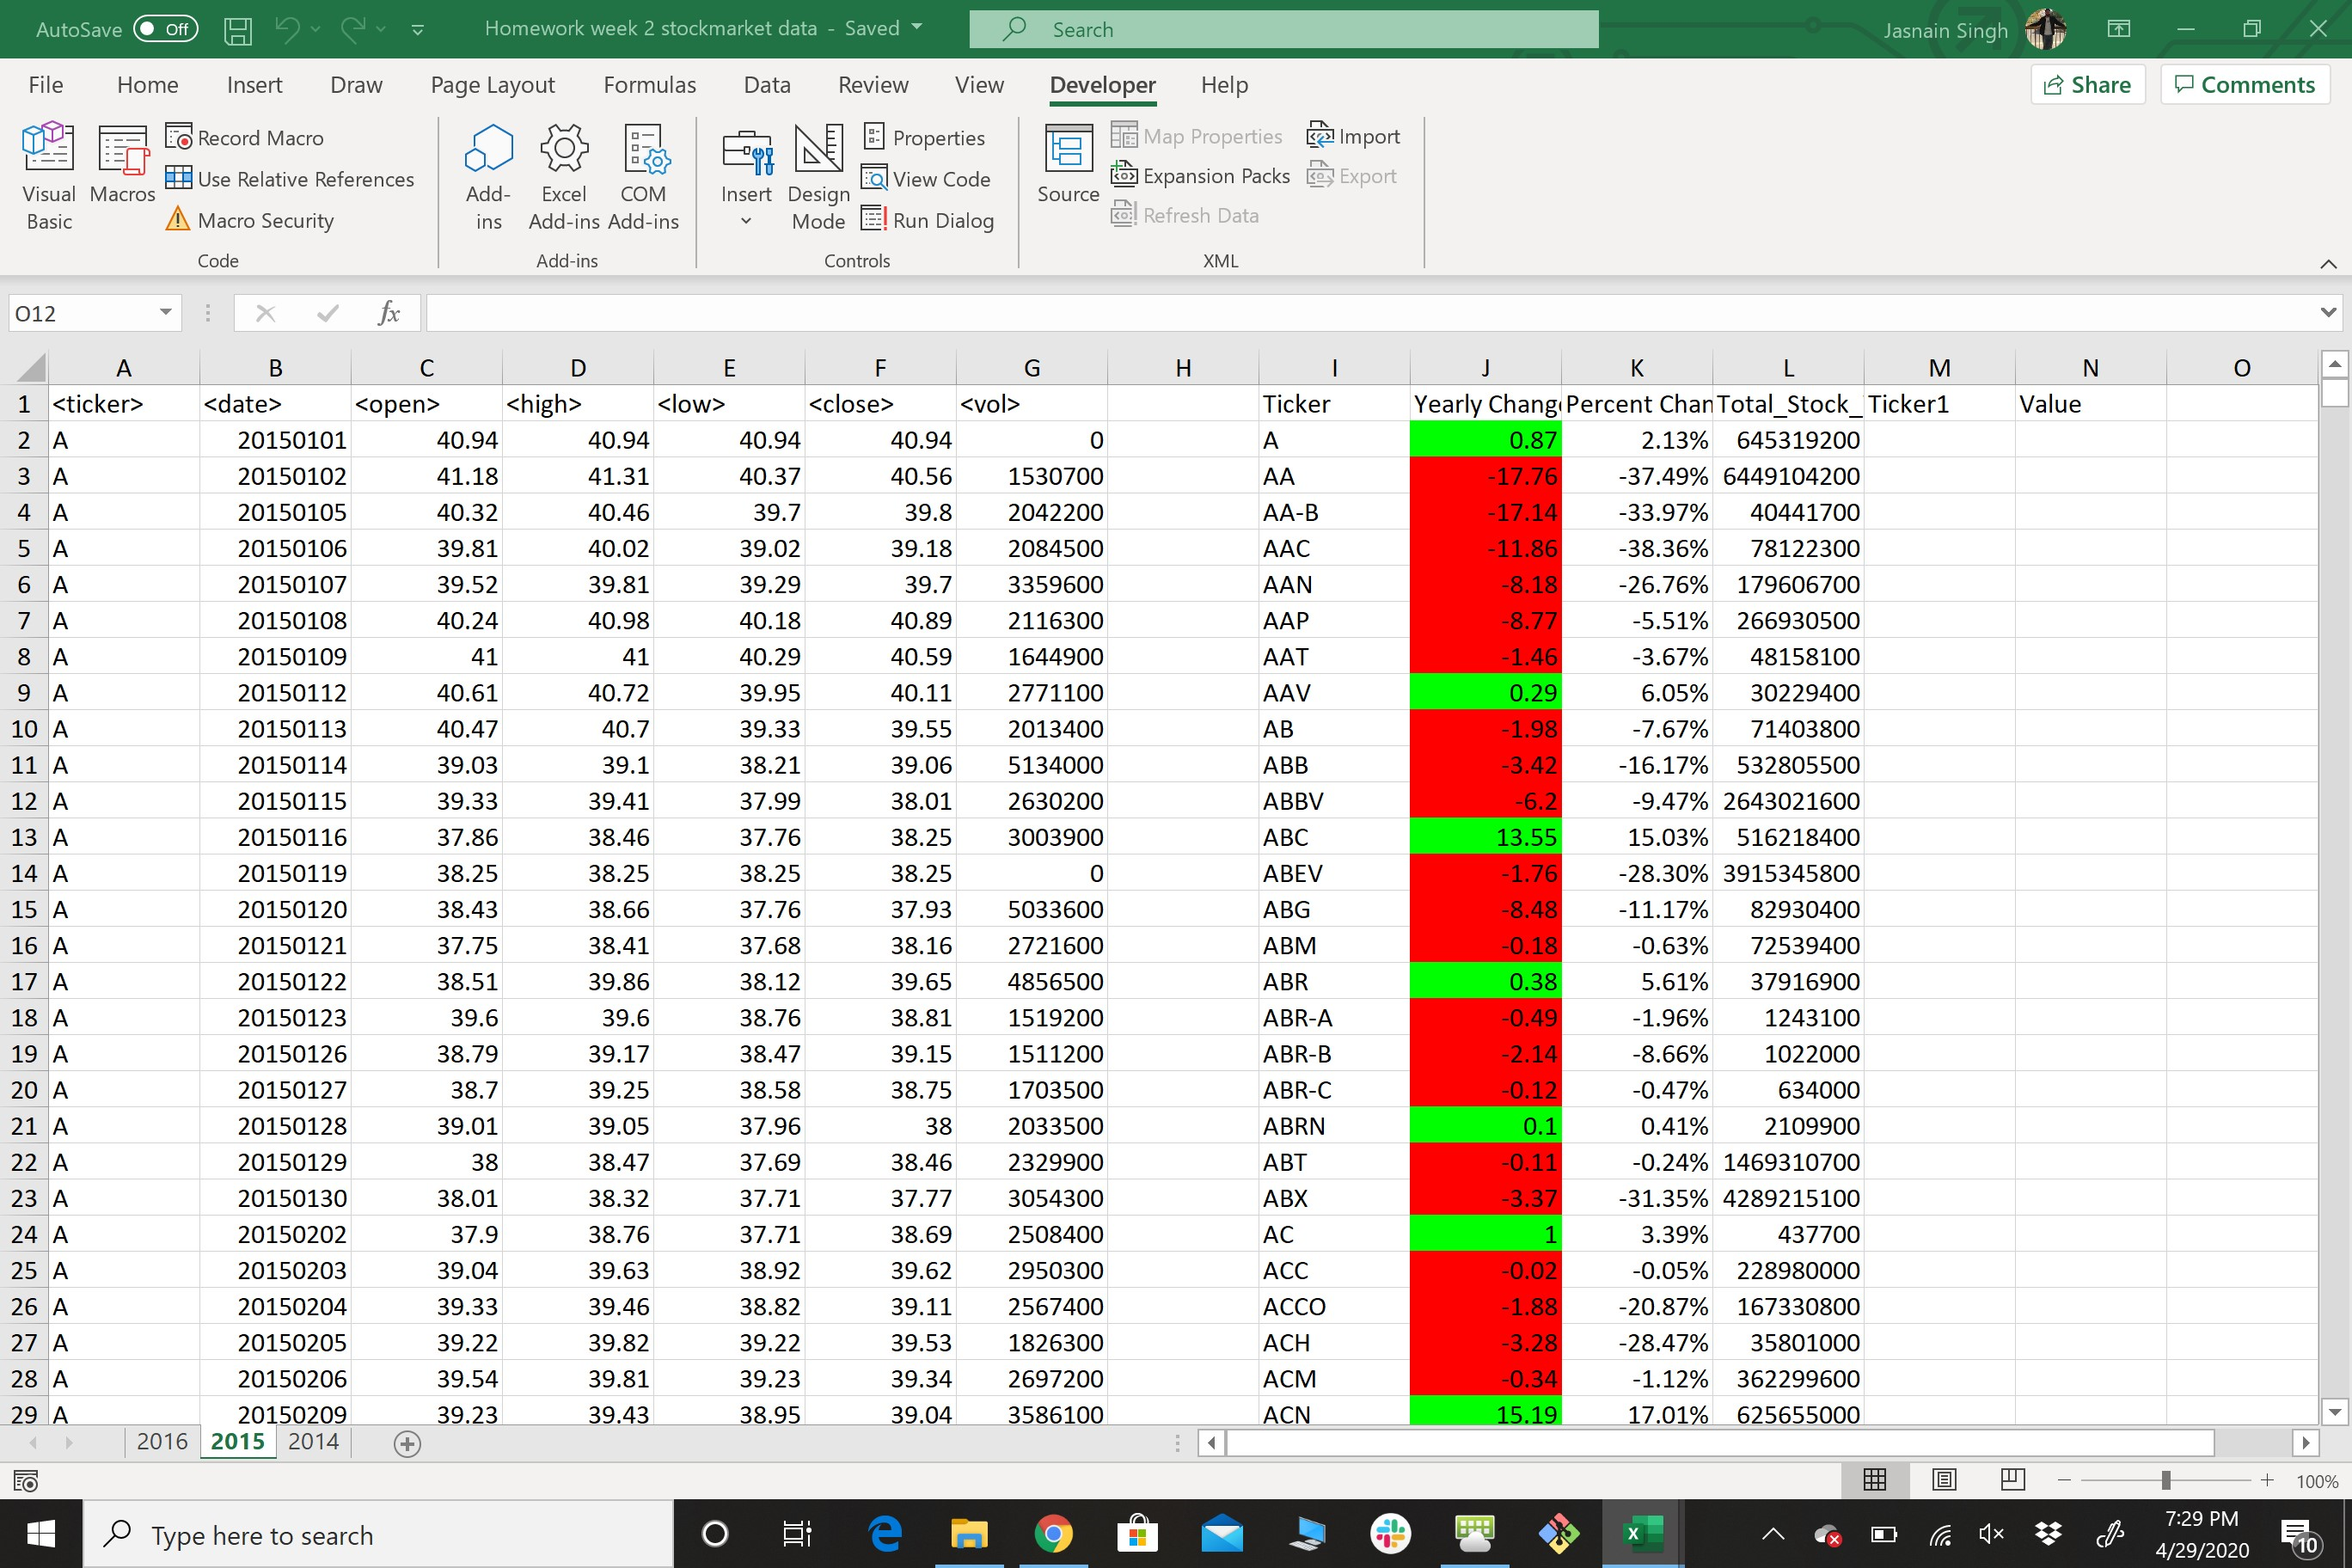 AutoSave Off Homework week 2 stockmarket data - Saved Search Jasnain Singh
File Home Insert Draw Page Layout Formulas Data Review View Developer Help Share Comments
Visual Basic Macros Record Macro Use Relative References Macro Security
Add-ins Excel Add-ins COM Add-ins
Insert Design Mode Properties View Code Run Dialog
Source Map Properties Expansion Packs Refresh Data Import Export
Code Add-ins Controls XML
O12 fx
A B C D E F G H I J K L M N O
1 <ticker> <date> <open> <high> <low> <close> <vol> Ticker Yearly Chang Percent Chan Total_Stock_ Ticker1 Value
2 A 20150101 40.94 40.94 40.94 40.94 0 A 0.87 2.13% 645319200
3 A 20150102 41.18 41.31 40.37 40.56 1530700 AA -17.76 -37.49% 6449104200
4 A 20150105 40.32 40.46 39.7 39.8 2042200 AA-B -17.14 -33.97% 40441700
5 A 20150106 39.81 40.02 39.02 39.18 2084500 AAC -11.86 -38.36% 78122300
6 A 20150107 39.52 39.81 39.29 39.7 3359600 AAN -8.18 -26.76% 179606700
7 A 20150108 40.24 40.98 40.18 40.89 2116300 AAP -8.77 -5.51% 266930500
8 A 20150109 41 41 40.29 40.59 1644900 AAT -1.46 -3.67% 48158100
9 A 20150112 40.61 40.72 39.95 40.11 2771100 AAV 0.29 6.05% 30229400
10 A 20150113 40.47 40.7 39.33 39.55 2013400 AB -1.98 -7.67% 71403800
11 A 20150114 39.03 39.1 38.21 39.06 5134000 ABB -3.42 -16.17% 532805500
12 A 20150115 39.33 39.41 37.99 38.01 2630200 ABBV -6.2 -9.47% 2643021600
13 A 20150116 37.86 38.46 37.76 38.25 3003900 ABC 13.55 15.03% 516218400
14 A 20150119 38.25 38.25 38.25 38.25 0 ABEV -1.76 -28.30% 3915345800
15 A 20150120 38.43 38.66 37.76 37.93 5033600 ABG -8.48 -11.17% 82930400
16 A 20150121 37.75 38.41 37.68 38.16 2721600 ABM -0.18 -0.63% 72539400
17 A 20150122 38.51 39.86 38.12 39.65 4856500 ABR 0.38 5.61% 37916900
18 A 20150123 39.6 39.6 38.76 38.81 1519200 ABR-A -0.49 -1.96% 1243100
19 A 20150126 38.79 39.17 38.47 39.15 1511200 ABR-B -2.14 -8.66% 1022000
20 A 20150127 38.7 39.25 38.58 38.75 1703500 ABR-C -0.12 -0.47% 634000
21 A 20150128 39.01 39.05 37.96 38 2033500 ABRN 0.1 0.41% 2109900
22 A 20150129 38 38.47 37.69 38.46 2329900 ABT -0.11 -0.24% 1469310700
23 A 20150130 38.01 38.32 37.71 37.77 3054300 ABX -3.37 -31.35% 4289215100
24 A 20150202 37.9 38.76 37.71 38.69 2508400 AC 1 3.39% 437700
25 A 20150203 39.04 39.63 38.92 39.62 2950300 ACC -0.02 -0.05% 228980000
26 A 20150204 39.33 39.46 38.82 39.11 2567400 ACCO -1.88 -20.87% 167330800
27 A 20150205 39.22 39.82 39.22 39.53 1826300 ACH -3.28 -28.47% 35801000
28 A 20150206 39.54 39.81 39.23 39.34 2697200 ACM -0.34 -1.12% 362299600
29 A 20150209 39.23 39.43 38.95 39.04 3586100 ACN 15.19 17.01% 625655000
2016 2015 2014
100%
Type here to search
7:29 PM
4/29/2020
10